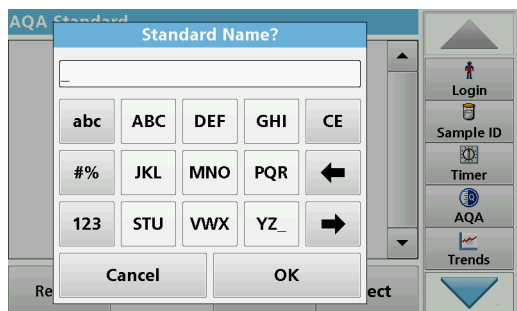 AQA Standard
Standard Name?
_
abc ABC DEF GHI CE
#% JKL MNO PQR
123 STU VWX YZ_
Cancel OK
Re ect
Login
Sample ID
Timer
AQA
Trends